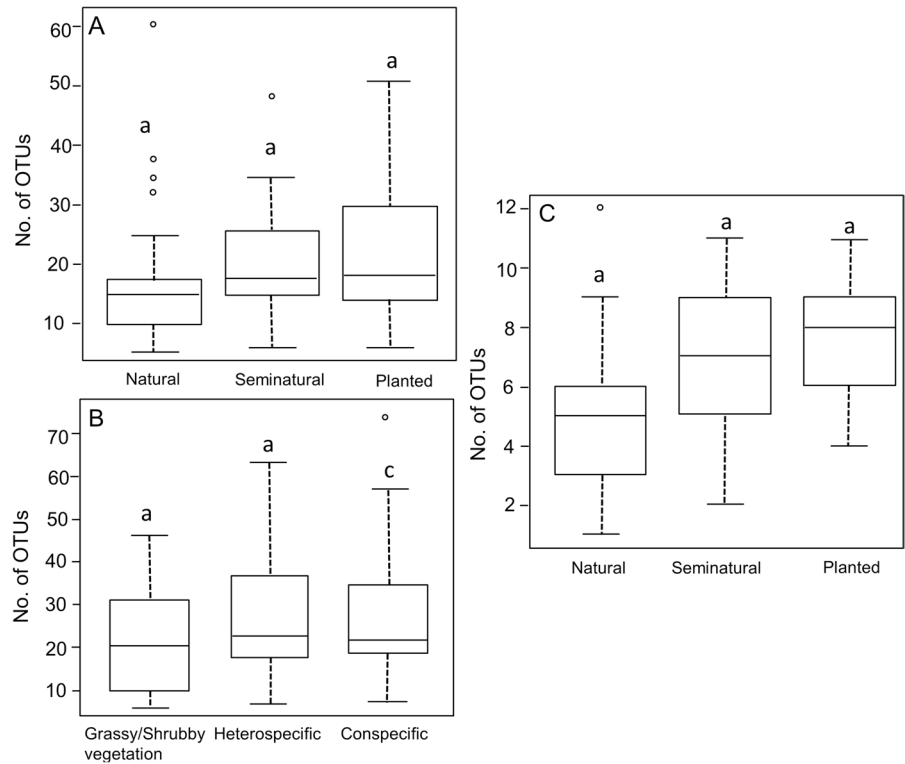 A
No. of OTUs
60
50
40
30
20
10
a
a
a
Natural Seminatural Planted
B
No. of OTUs
70
60
50
40
30
20
10
a
a
c
Grassy/Shrubby Heterospecific Conspecific
vegetation
C
No. of OTUs
12
10
8
6
4
2
a
a
a
Natural Seminatural Planted